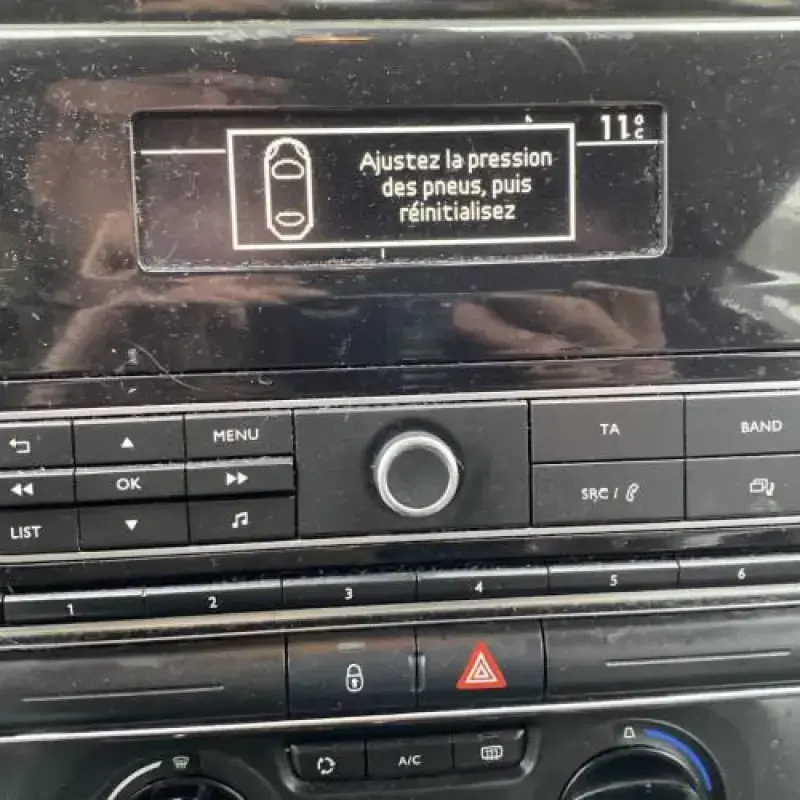 11°C
Ajustez la pression
des pneus, puis
réinitialisez
MENU
TA
BAND
OK
SRC /
LIST
1 2 3 4 5 6
A/C